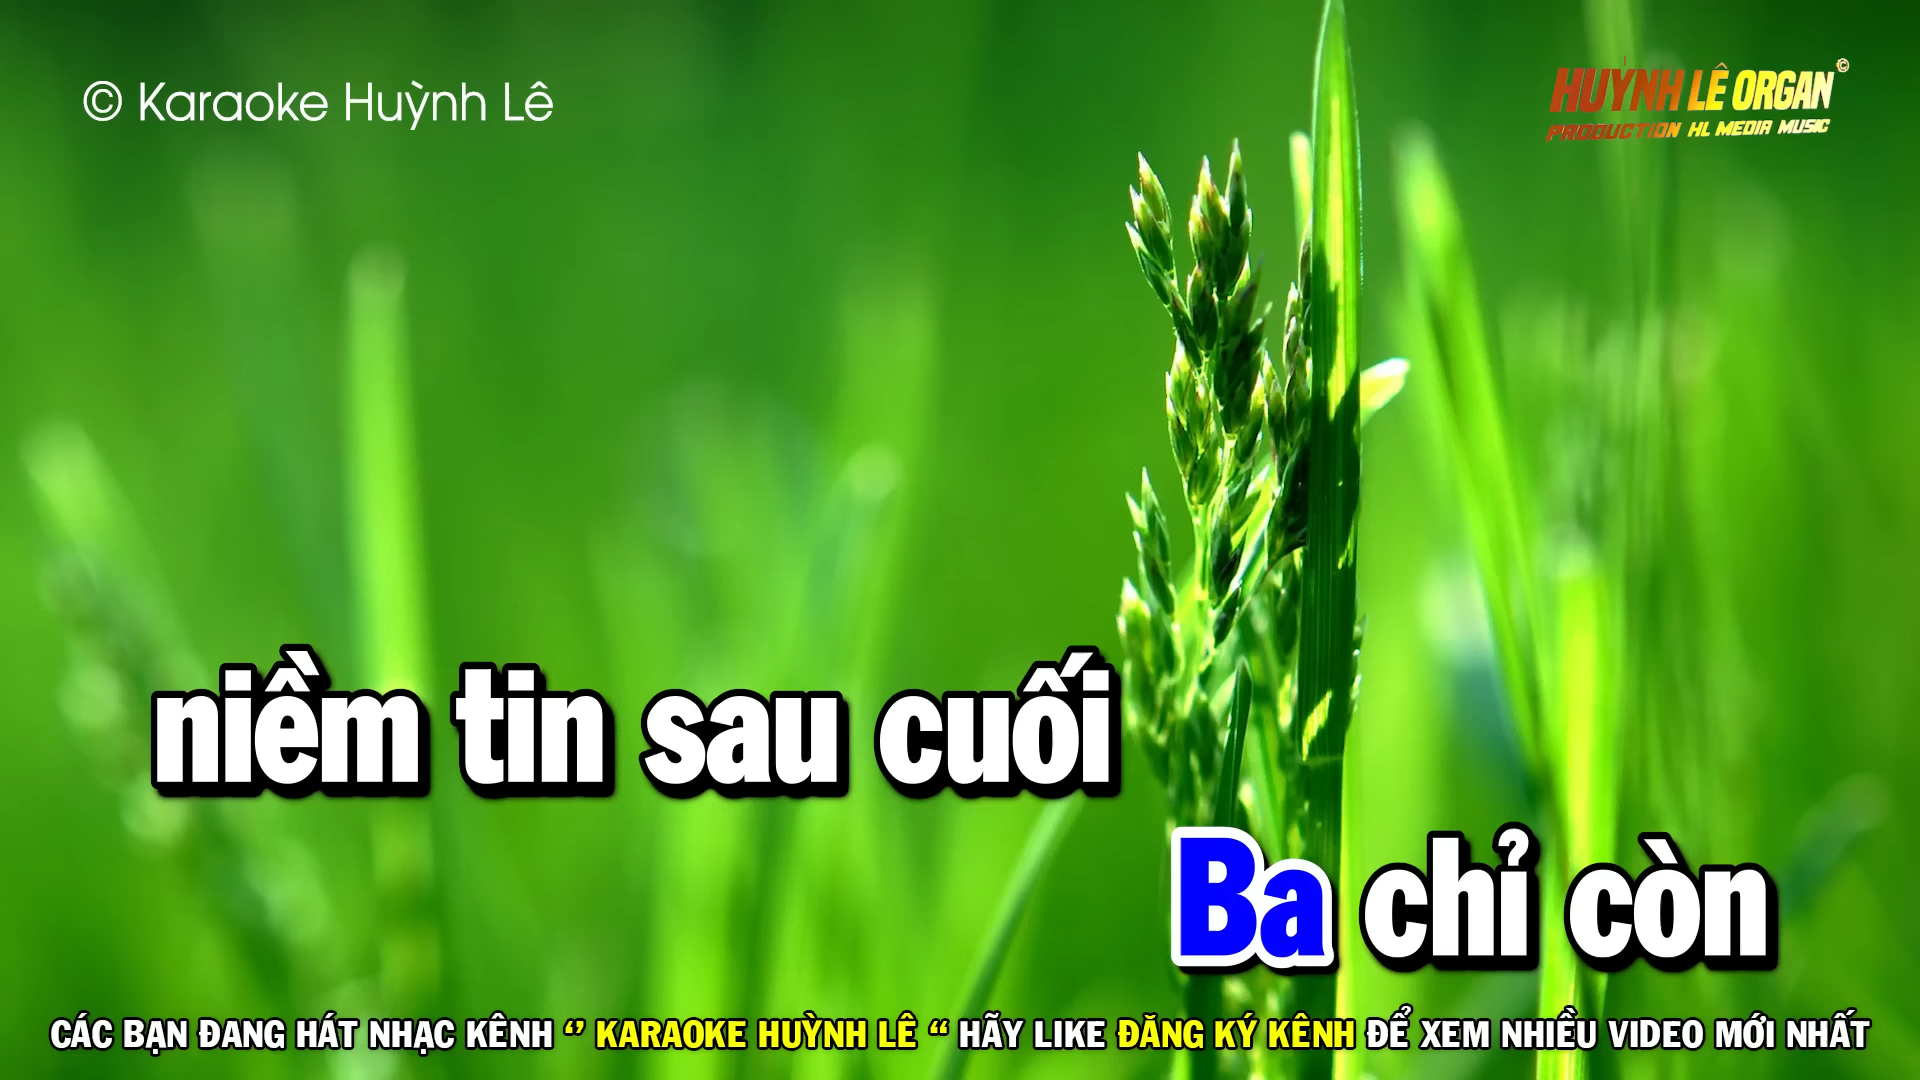 © Karaoke Huỳnh Lê
HUỲNH LÊ ORGAN ©
PRODUCTION HL MEDIA MUSIC
niềm tin sau cuối
Ba chỉ còn
CÁC BẠN ĐANG HÁT NHẠC KÊNH “ KARAOKE HUỲNH LÊ “ HÃY LIKE ĐĂNG KÝ KÊNH ĐỂ XEM NHIỀU VIDEO MỚI NHẤT